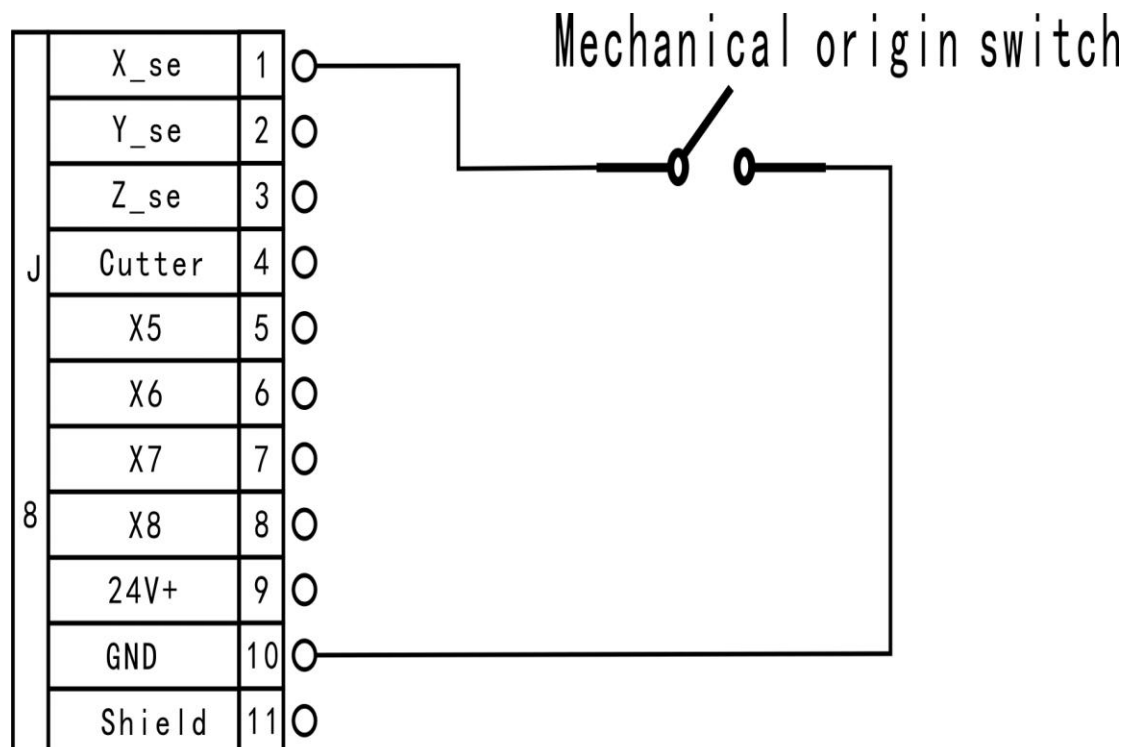 Mechanical origin switch
X_se 1
Y_se 2
Z_se 3
J Cutter 4
X5 5
X6 6
X7 7
8 X8 8
24V+ 9
GND 10
Shield 11